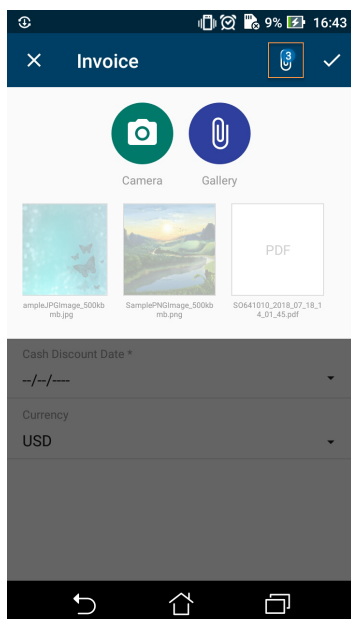 9% 16:43
Invoice
3
Camera Gallery
PDF
ampleJPGImage_500kb
mb.jpg
SamplePNGImage_500kb
mb.png
SO641010_2018_07_18_1
4_01_45.pdf
Cash Discount Date *
--/--/----
Currency
USD